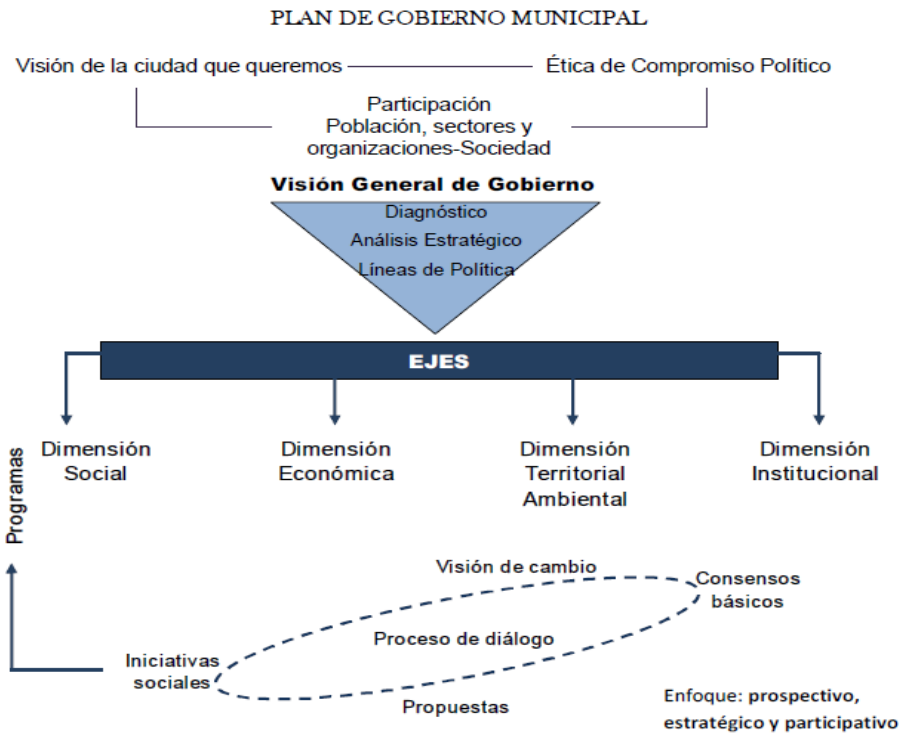 PLAN DE GOBIERNO MUNICIPAL
Visión de la ciudad que queremos
Ética de Compromiso Político
Participación
Población, sectores y
organizaciones-Sociedad
Visión General de Gobierno
Diagnóstico
Análisis Estratégico
Líneas de Política
EJES
Dimensión
Social
Dimensión
Económica
Dimensión
Territorial
Ambiental
Dimensión
Institucional
Programas
Visión de cambio
Consensos
básicos
Proceso de diálogo
Iniciativas
sociales
Propuestas
Enfoque: prospectivo,
estratégico y participativo